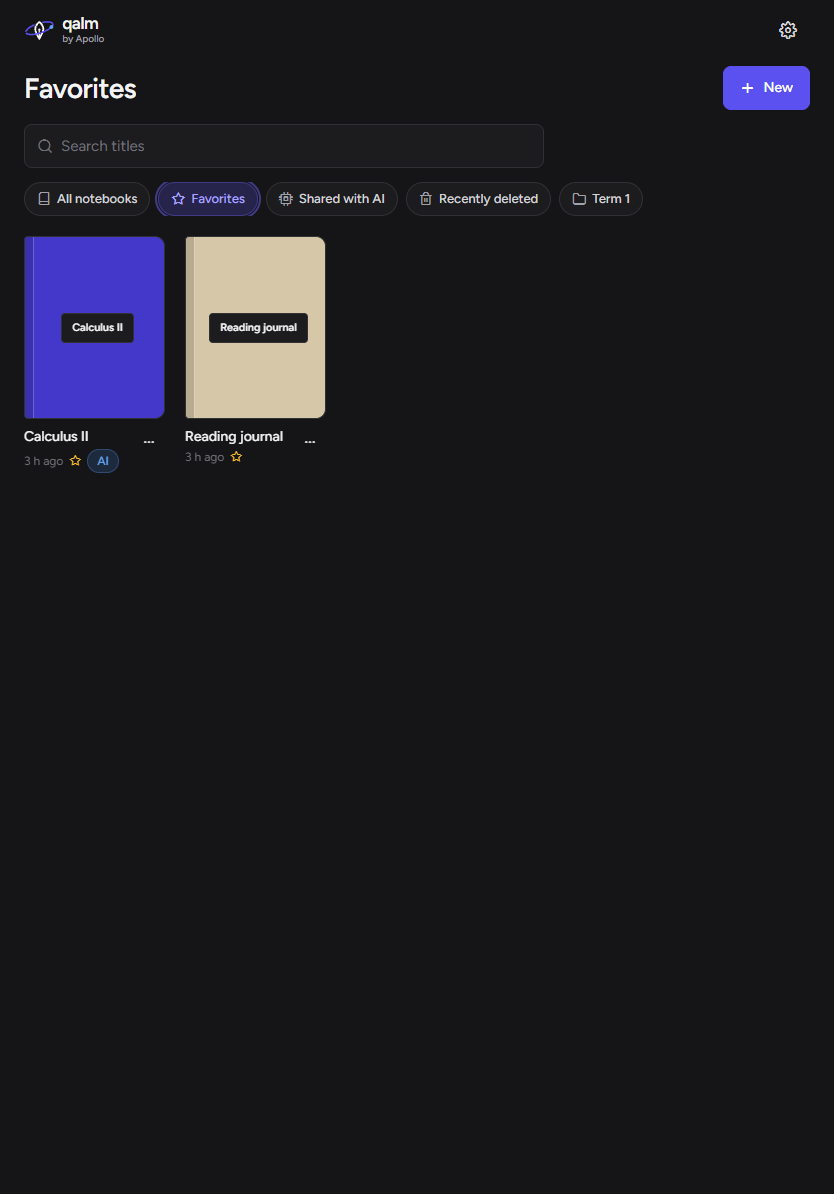 qalm
by Apollo
Favorites
New
Search titles
All notebooks
Favorites
Shared with AI
Recently deleted
Term 1
Calculus II
Reading journal
Calculus II
...
Reading journal
...
3 h ago
AI
3 h ago